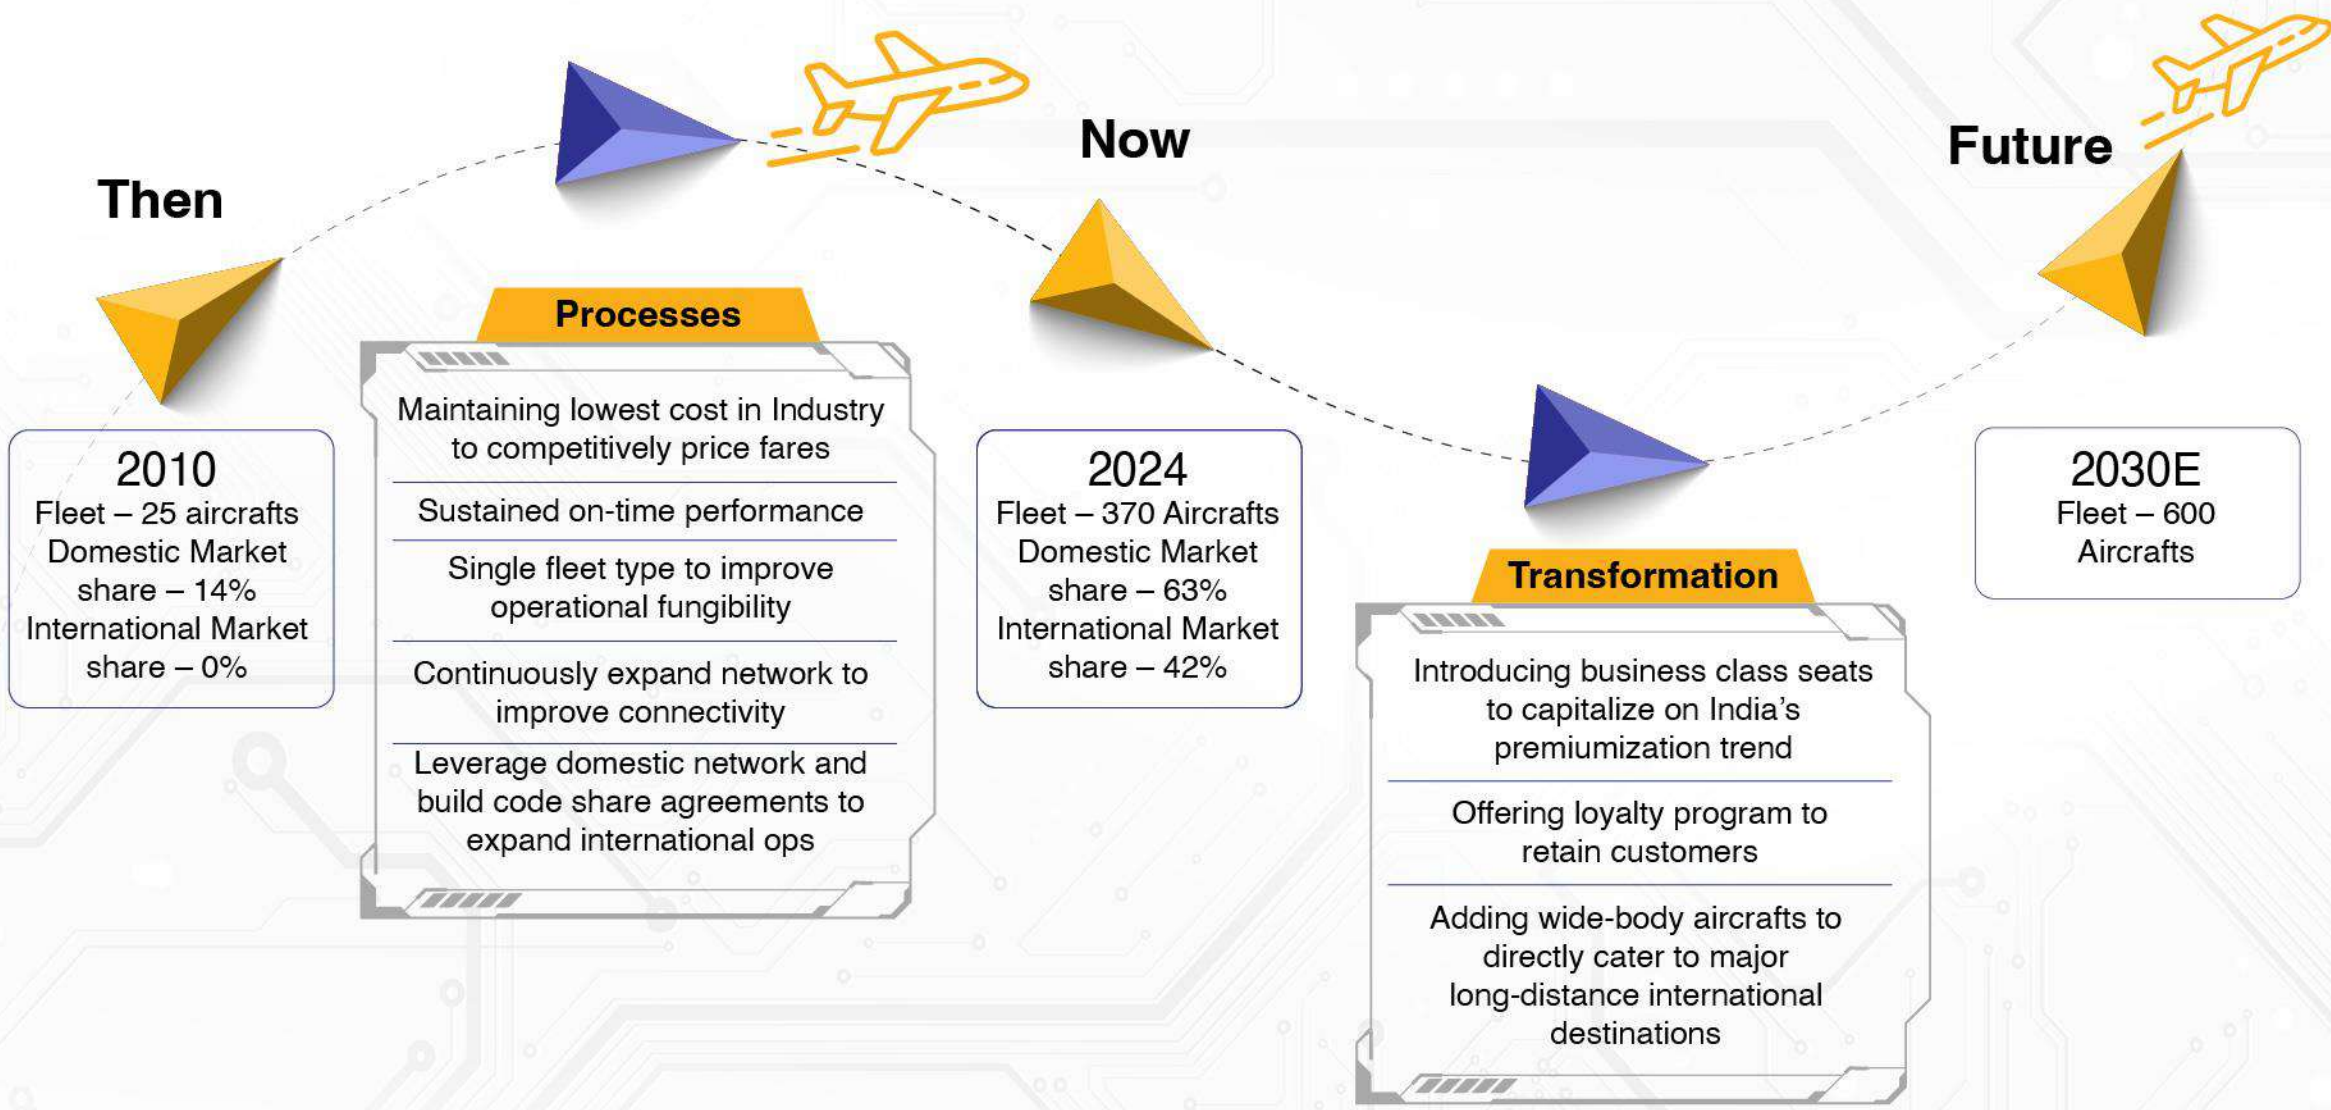 Then
2010
Fleet – 25 aircrafts
Domestic Market
share – 14%
International Market
share – 0%
Processes
Maintaining lowest cost in Industry
to competitively price fares
Sustained on-time performance
Single fleet type to improve
operational fungibility
Continuously expand network to
improve connectivity
Leverage domestic network and
build code share agreements to
expand international ops
Now
2024
Fleet – 370 Aircrafts
Domestic Market
share – 63%
International Market
share – 42%
Transformation
Introducing business class seats
to capitalize on India’s
premiumization trend
Offering loyalty program to
retain customers
Adding wide-body aircrafts to
directly cater to major
long-distance international
destinations
Future
2030E
Fleet – 600
Aircrafts